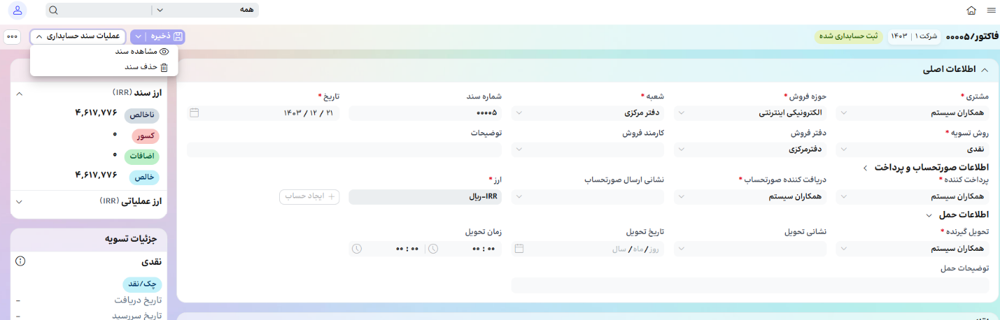 همه
فاکتور/۰۰۰۰۵
شرکت ۱ | ۱۴۰۳
ثبت حسابداری شده
ذخیره
عملیات سند حسابداری
مشاهده سند
حذف سند
اطلاعات اصلی
مشتری *
حوزه فروش *
شعبه *
شماره سند
تاریخ *
همکاران سیستم
الکترونیکی اینترنتی
دفتر مرکزی
۰۰۰۰۵
۱۴۰۳ / ۱۲ / ۲۱
روش تسویه *
دفتر فروش
کارمند فروش
توضیحات
نقدی
دفترمرکزی
اطلاعات صورتحساب و پرداخت
پرداخت کننده *
دریافت کننده صورتحساب *
نشانی ارسال صورتحساب
ارز *
همکاران سیستم
همکاران سیستم
IRR-ریال
ایجاد حساب
اطلاعات حمل
تحویل گیرنده *
نشانی تحویل
تاریخ تحویل
زمان تحویل
همکاران سیستم
روز/ماه/ سال
۰۰ : ۰۰
۰۰ : ۰۰
توضیحات حمل
ارز سند (IRR)
ناخالص
۴,۶۱۷,۷۷۶
کسور
۰
اضافات
۰
خالص
۴,۶۱۷,۷۷۶
ارز عملیاتی (IRR)
جزئیات تسویه
نقدی
چک/نقد
تاریخ دریافت
-
تاریخ سررسید
-